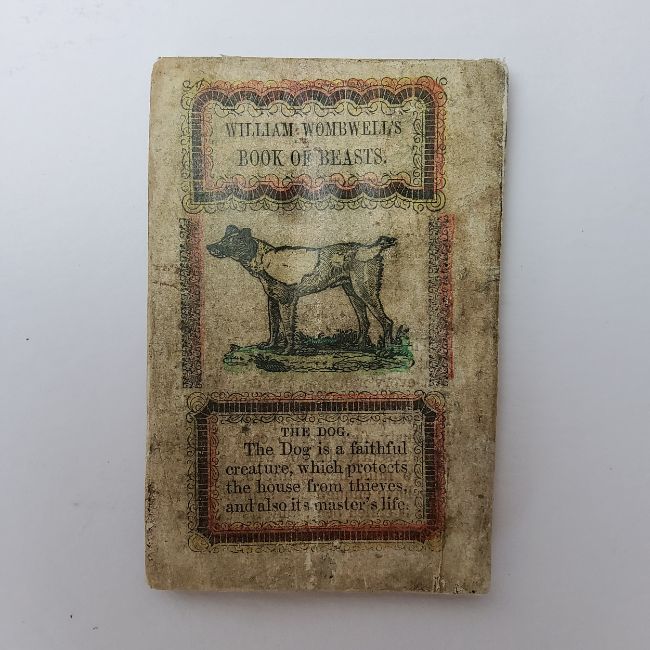 WILLIAM WOMBWELL'S
BOOK OF BEASTS.
THE DOG.
The Dog is a faithful
creature, which protects
the house from thieves,
and also its master's life.